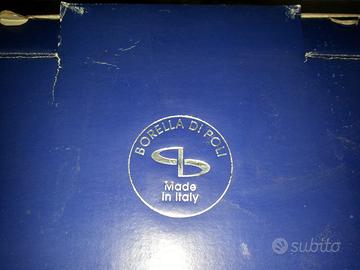 BORELLA Di POLI
Made
in italy
subito